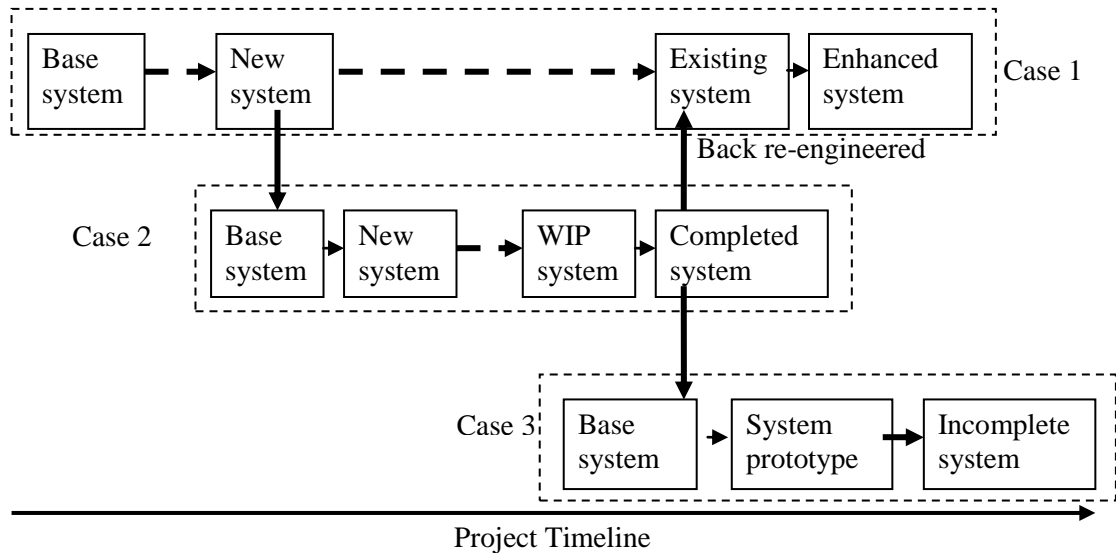 Base
system
New
system
Existing
system
Enhanced
system
Case 1
Back re-engineered
Case 2
Base
system
New
system
WIP
system
Completed
system
Case 3
Base
system
System
prototype
Incomplete
system
Project Timeline